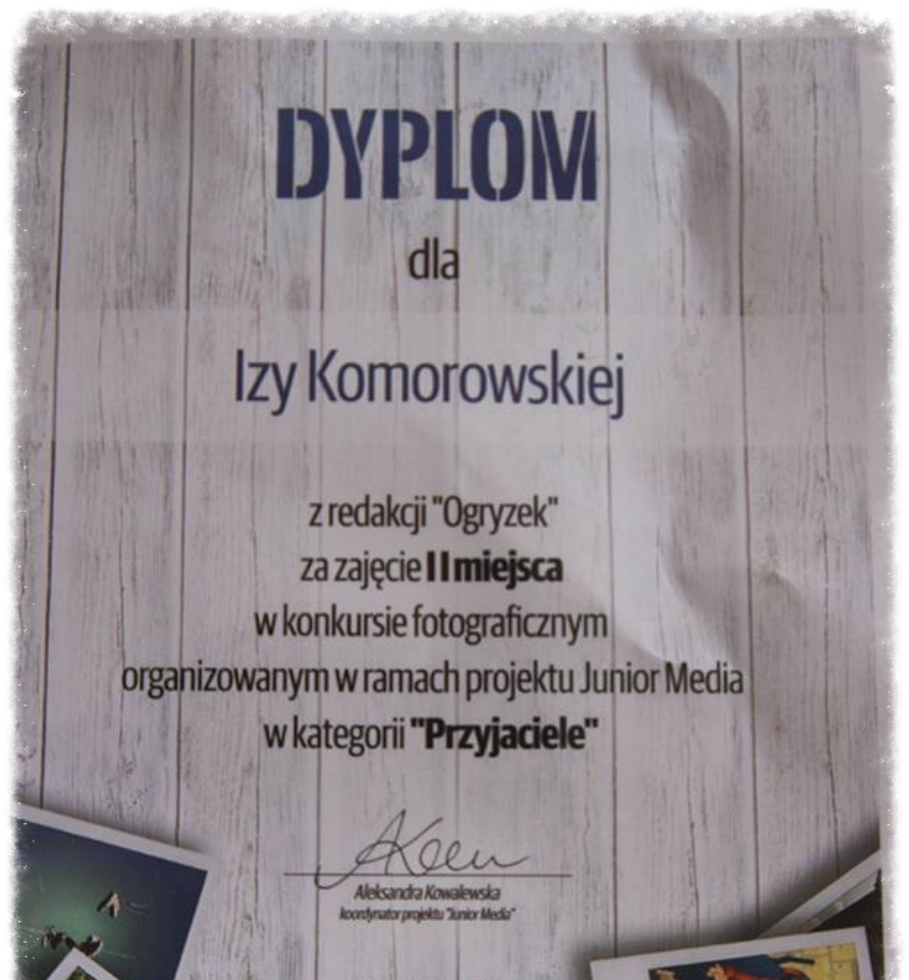 DYPLOM
dla
Izy Komorowskiej
z redakcji "Ogryzek"
za zajęcie II miejsca
w konkursie fotograficznym
organizowanym w ramach projektu Junior Media
w kategorii "Przyjaciele"
Aleksandra Kowalewska
koordynator projektu "Junior Media"